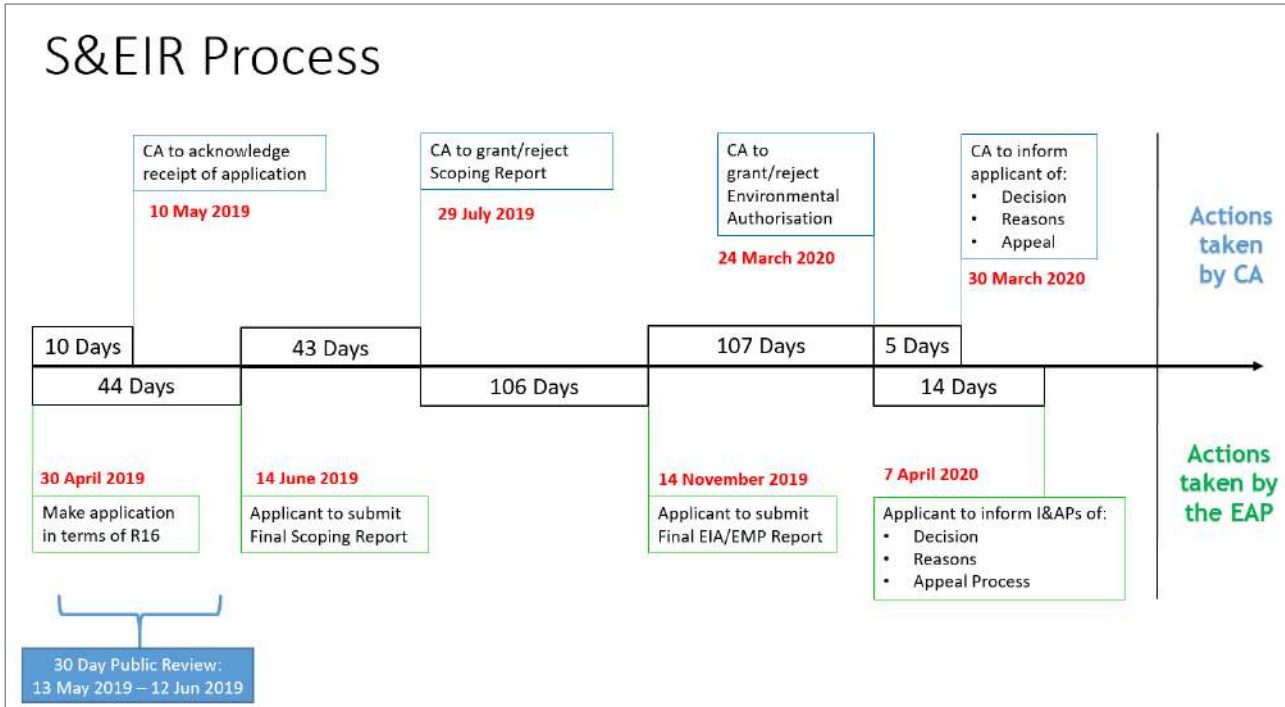 S&EIR Process
CA to acknowledge
receipt of application
10 May 2019
CA to grant/reject
Scoping Report
29 July 2019
CA to
grant/reject
Environmental
Authorisation
24 March 2020
CA to inform
applicant of:
• Decision
• Reasons
• Appeal
30 March 2020
Actions
taken
by CA
10 Days
43 Days
107 Days
5 Days
44 Days
106 Days
14 Days
30 April 2019
Make application
in terms of R16
14 June 2019
Applicant to submit
Final Scoping Report
14 November 2019
Applicant to submit
Final EIA/EMP Report
7 April 2020
Applicant to inform I&APs of:
• Decision
• Reasons
• Appeal Process
Actions
taken by
the EAP
30 Day Public Review:
13 May 2019 – 12 Jun 2019